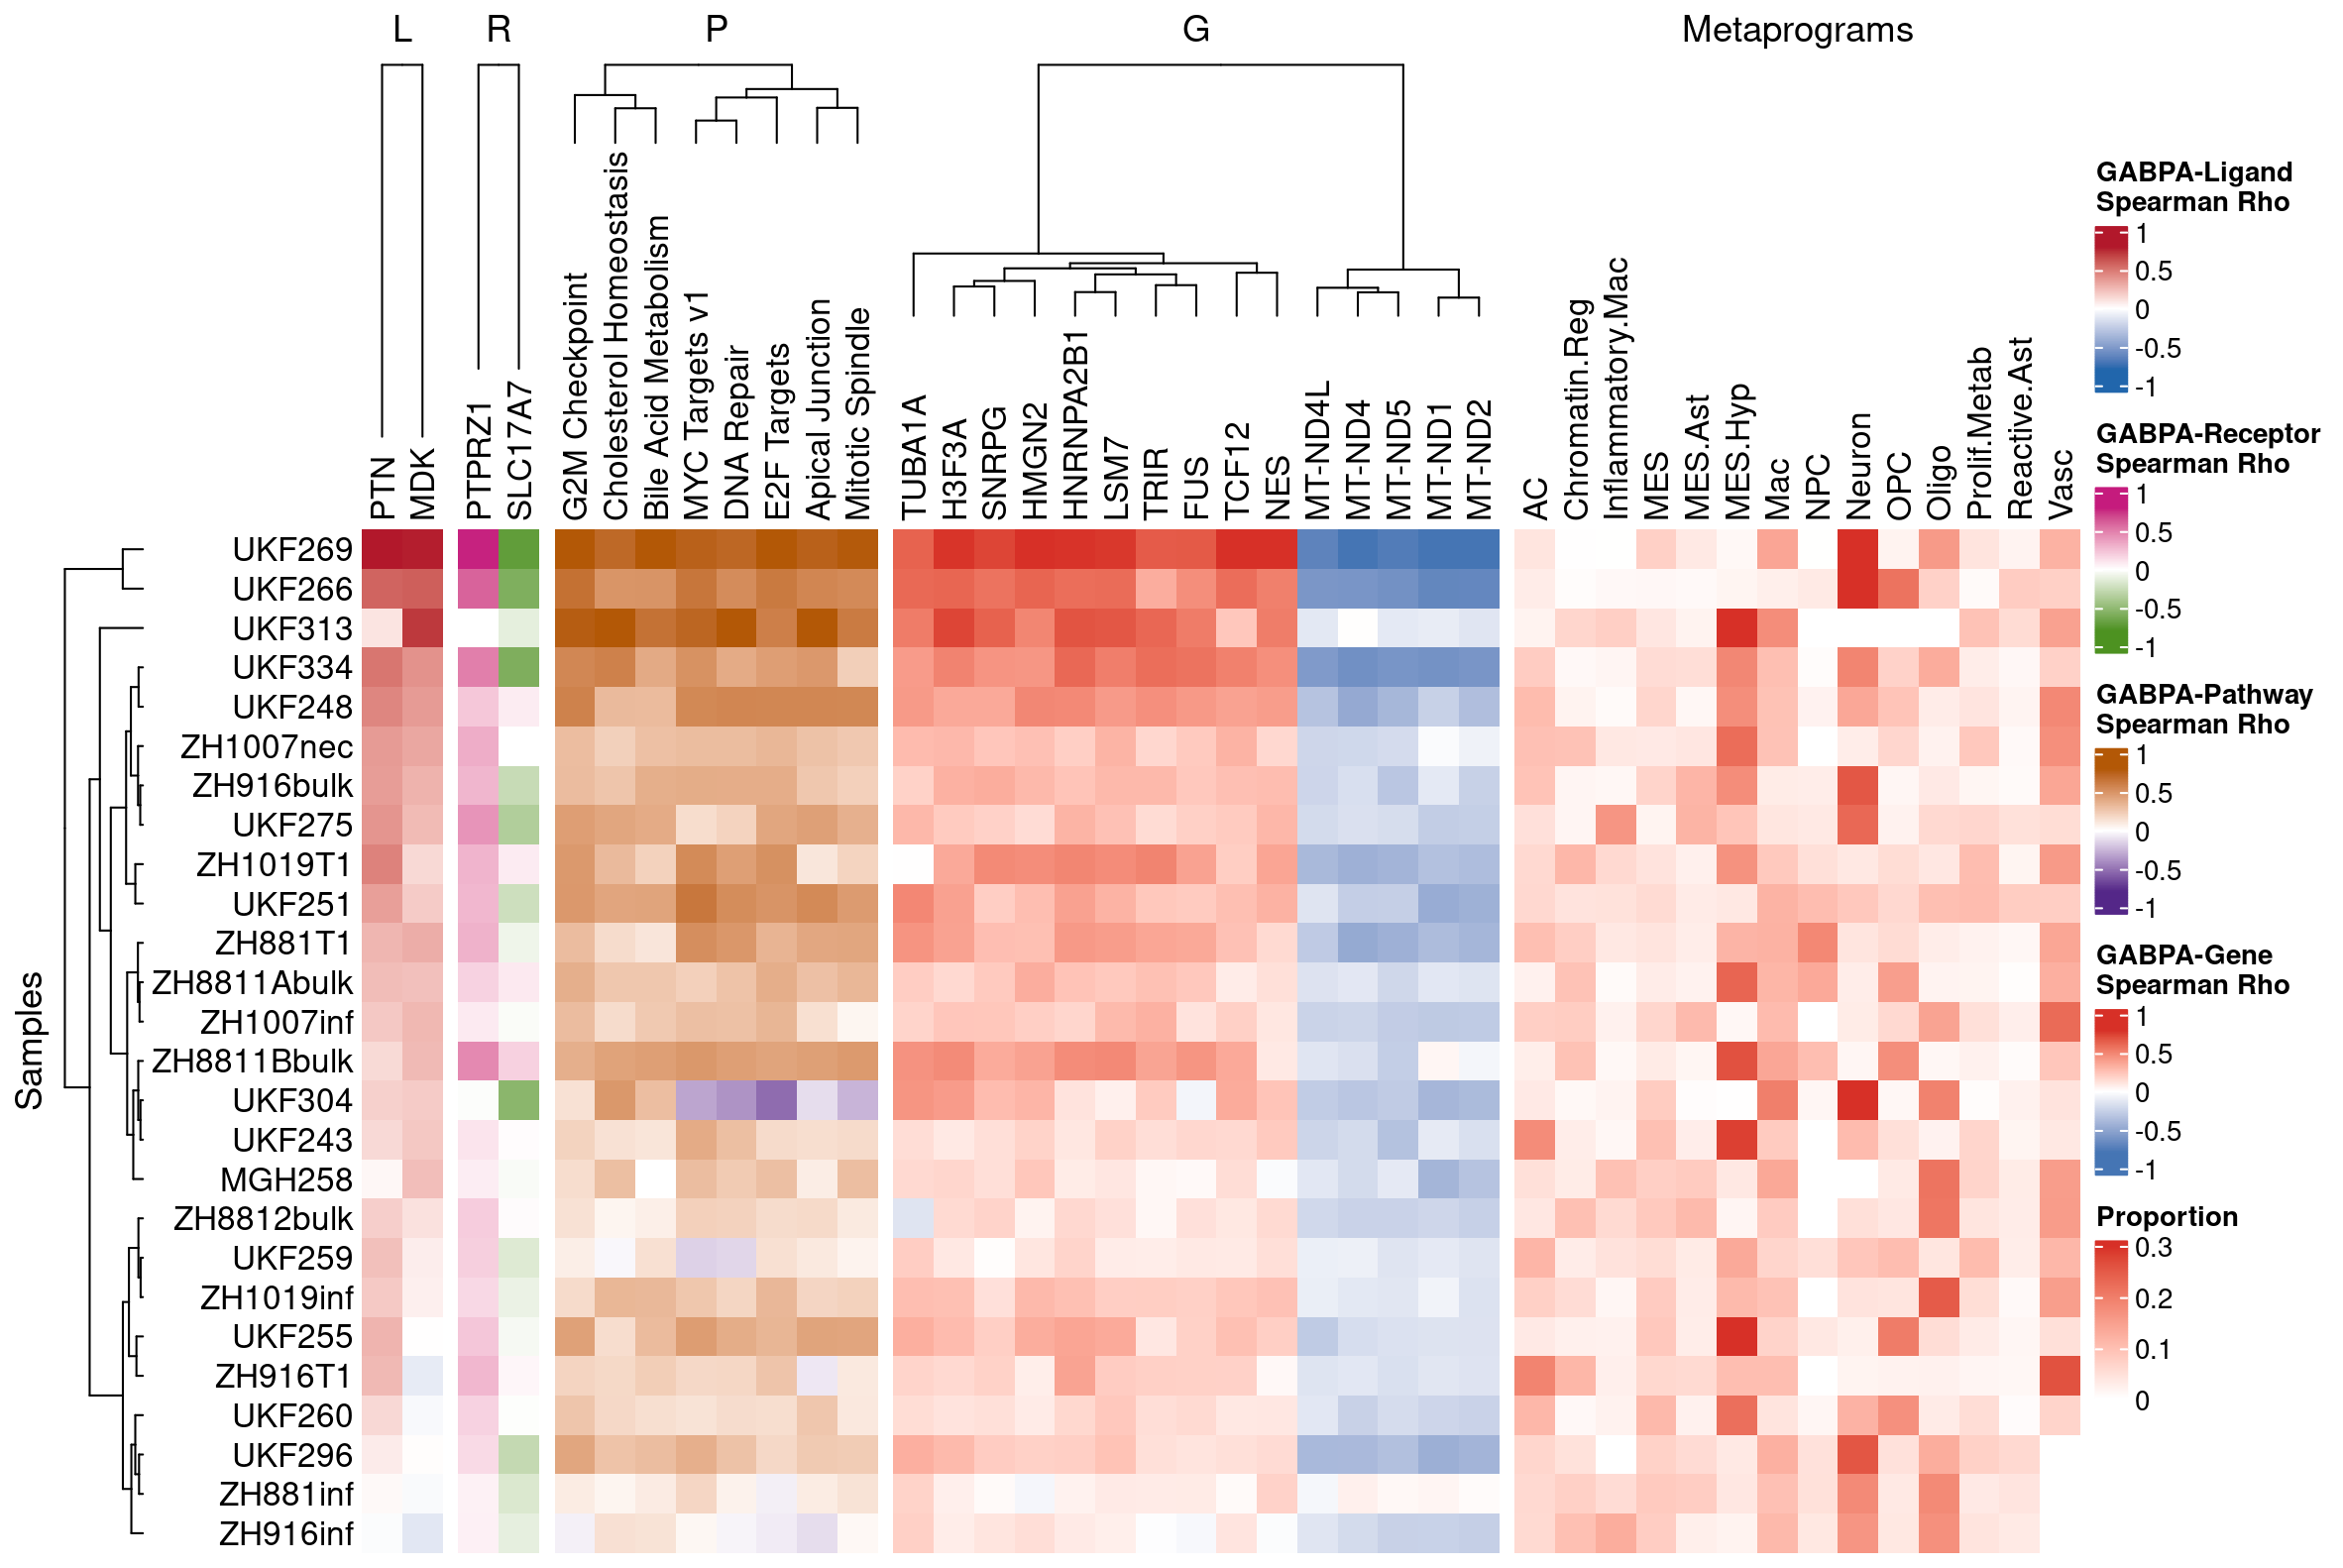 L
R
P
G
Metaprograms
PTN
MDK
PTPRZ1
SLC17A7
G2M Checkpoint
Cholesterol Homeostasis
Bile Acid Metabolism
MYC Targets v1
DNA Repair
E2F Targets
Apical Junction
Mitotic Spindle
TUBA1A
H3F3A
SNRPG
HMGN2
HNRNPA2B1
LSM7
TRIR
FUS
TCF12
NES
MT-ND4L
MT-ND4
MT-ND5
MT-ND1
MT-ND2
AC
Chromatin.Reg
Inflammatory.Mac
MES
MES.Ast
MES.Hyp
Mac
NPC
Neuron
OPC
Oligo
Prolif.Metab
Reactive.Ast
Vasc
Samples
UKF269
UKF266
UKF313
UKF334
UKF248
ZH1007nec
ZH916bulk
UKF275
ZH1019T1
UKF251
ZH881T1
ZH8811Abulk
ZH1007inf
ZH8811Bbulk
UKF304
UKF243
MGH258
ZH8812bulk
UKF259
ZH1019inf
UKF255
ZH916T1
UKF260
UKF296
ZH881inf
ZH916inf
GABPA-Ligand
Spearman Rho
1
0.5
0
-0.5
-1
GABPA-Receptor
Spearman Rho
1
0.5
0
-0.5
-1
GABPA-Pathway
Spearman Rho
1
0.5
0
-0.5
-1
GABPA-Gene
Spearman Rho
1
0.5
0
-0.5
-1
Proportion
0.3
0.2
0.1
0